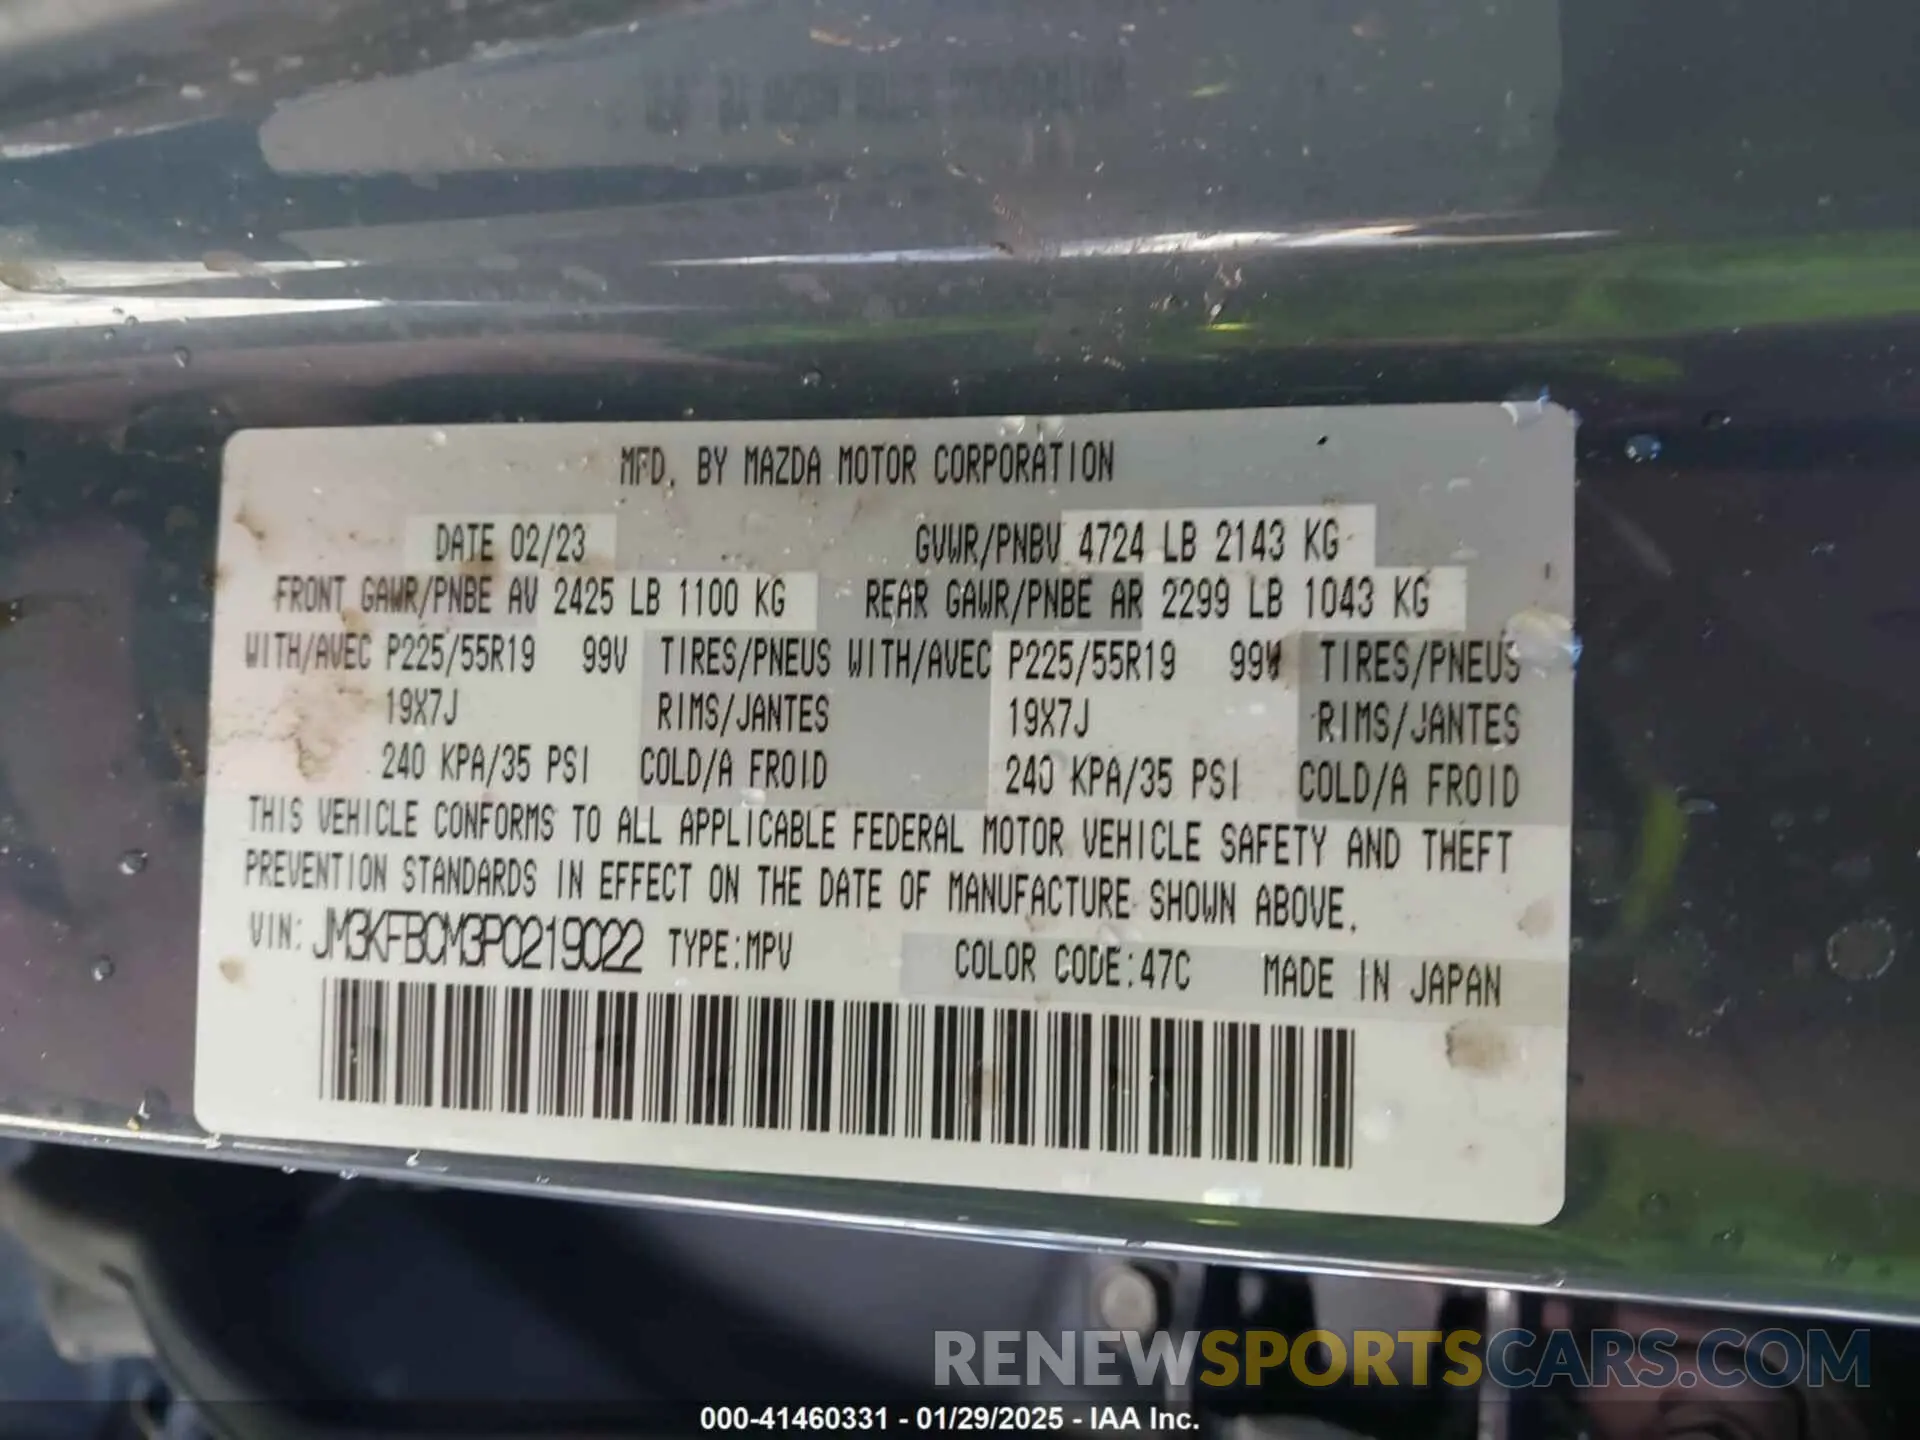 MFD. BY MAZDA MOTOR CORPORATION
DATE 02/23 GVWR/PNBV 4724 LB 2143 KG
FRONT GAWR/PNBE AV 2425 LB 1100 KG REAR GAWR/PNBE AR 2299 LB 1043 KG
WITH/AVEC P225/55R19 99V TIRES/PNEUS WITH/AVEC P225/55R19 99V TIRES/PNEUS
19X7J RIMS/JANTES 19X7J RIMS/JANTES
240 KPA/35 PSI COLD/A FROID 240 KPA/35 PSI COLD/A FROID
THIS VEHICLE CONFORMS TO ALL APPLICABLE FEDERAL MOTOR VEHICLE SAFETY AND THEFT
PREVENTION STANDARDS IN EFFECT ON THE DATE OF MANUFACTURE SHOWN ABOVE.
VIN: JM3KFBCM3P0219022 TYPE:MPV COLOR CODE:47C MADE IN JAPAN
RENEWSPORTSCARS.COM
000-41460331 - 01/29/2025 - IAA Inc.